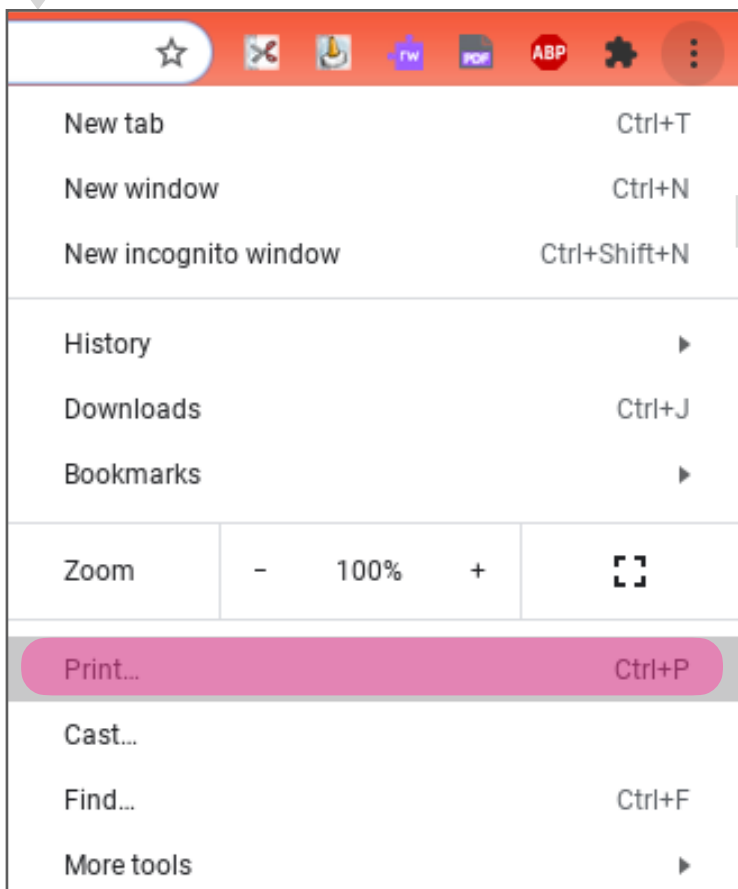 rw PDF ABP
New tab Ctrl+T
New window Ctrl+N
New incognito window Ctrl+Shift+N
History
Downloads Ctrl+J
Bookmarks
Zoom - 100% +
Print... Ctrl+P
Cast...
Find... Ctrl+F
More tools